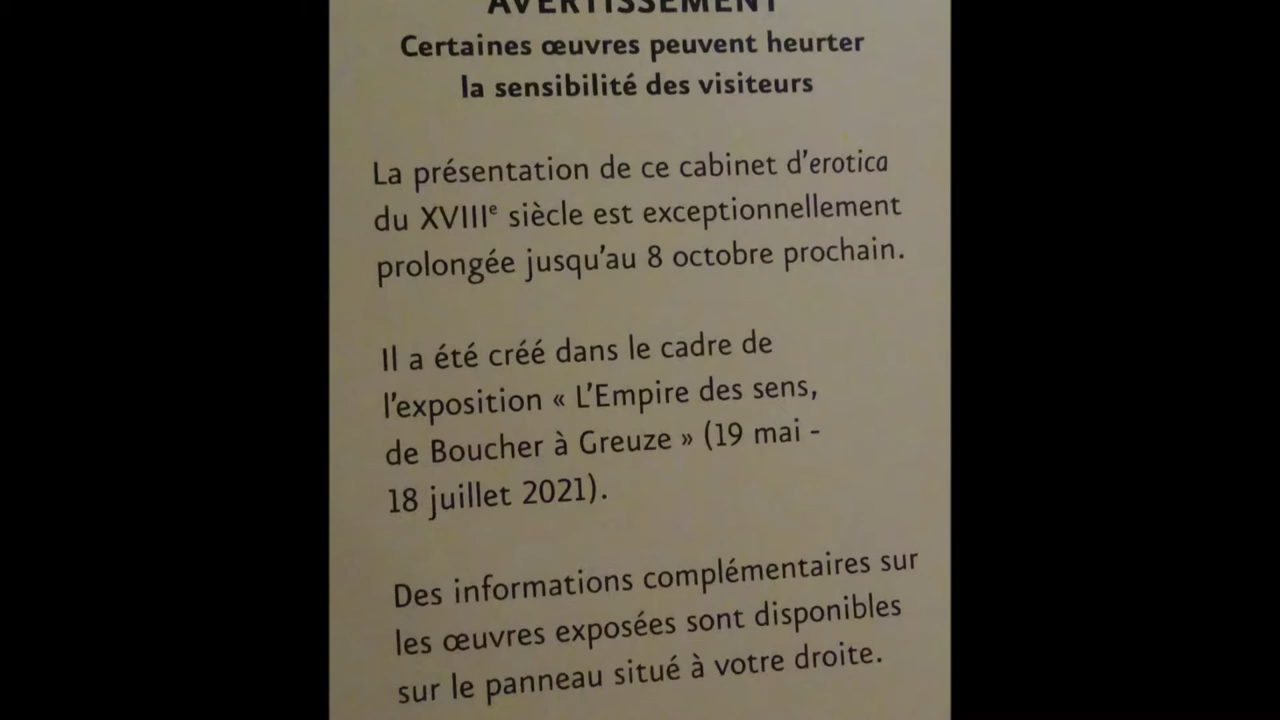 AVERTISSEMENT
Certaines œuvres peuvent heurter
la sensibilité des visiteurs
La présentation de ce cabinet d'erotica
du XVIIIe siècle est exceptionnellement
prolongée jusqu'au 8 octobre prochain.
Il a été créé dans le cadre de
l'exposition « L'Empire des sens,
de Boucher à Greuze » (19 mai -
18 juillet 2021).
Des informations complémentaires sur
les œuvres exposées sont disponibles
sur le panneau situé à votre droite.